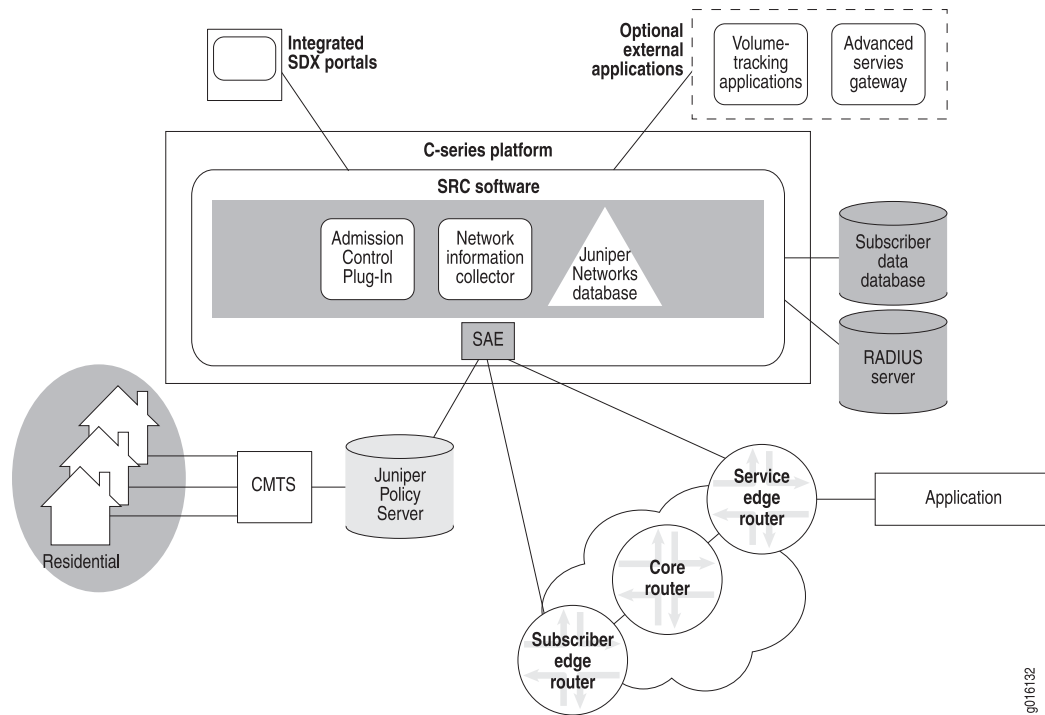 Integrated
SDX portals
Optional
external
applications
Volume-
tracking
applications
Advanced
servies
gateway
C-series platform
SRC software
Admission
Control
Plug-In
Network
information
collector
Juniper
Networks
database
SAE
Subscriber
data
database
RADIUS
server
Residential
CMTS
Juniper
Policy
Server
Service
edge
router
Application
Core
router
Subscriber
edge
router
g016132